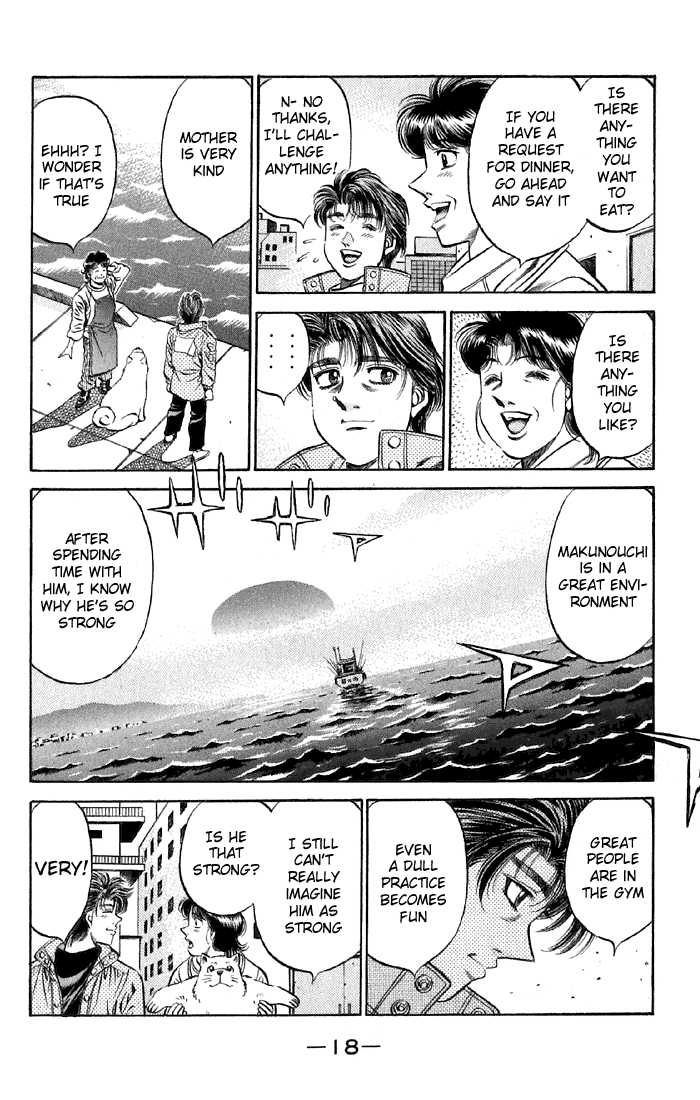 IS
THERE
ANY-
THING
YOU
WANT
TO
EAT?
IF YOU
HAVE A
REQUEST
FOR DINNER,
GO AHEAD
AND SAY IT
N- NO
THANKS,
I'LL CHAL-
LENGE
ANYTHING!
MOTHER
IS VERY
KIND
EHHH? I
WONDER
IF THAT'S
TRUE
IS
THERE
ANY-
THING
YOU
LIKE?
MAKUNOUCHI
IS IN A
GREAT ENVI-
RONMENT
AFTER
SPENDING
TIME WITH
HIM, I KNOW
WHY HE'S SO
STRONG
GREAT
PEOPLE
ARE IN
THE GYM
EVEN
A DULL
PRACTICE
BECOMES
FUN
I STILL
CAN'T
REALLY
IMAGINE
HIM AS
STRONG
IS HE
THAT
STRONG?
VERY!
—18—